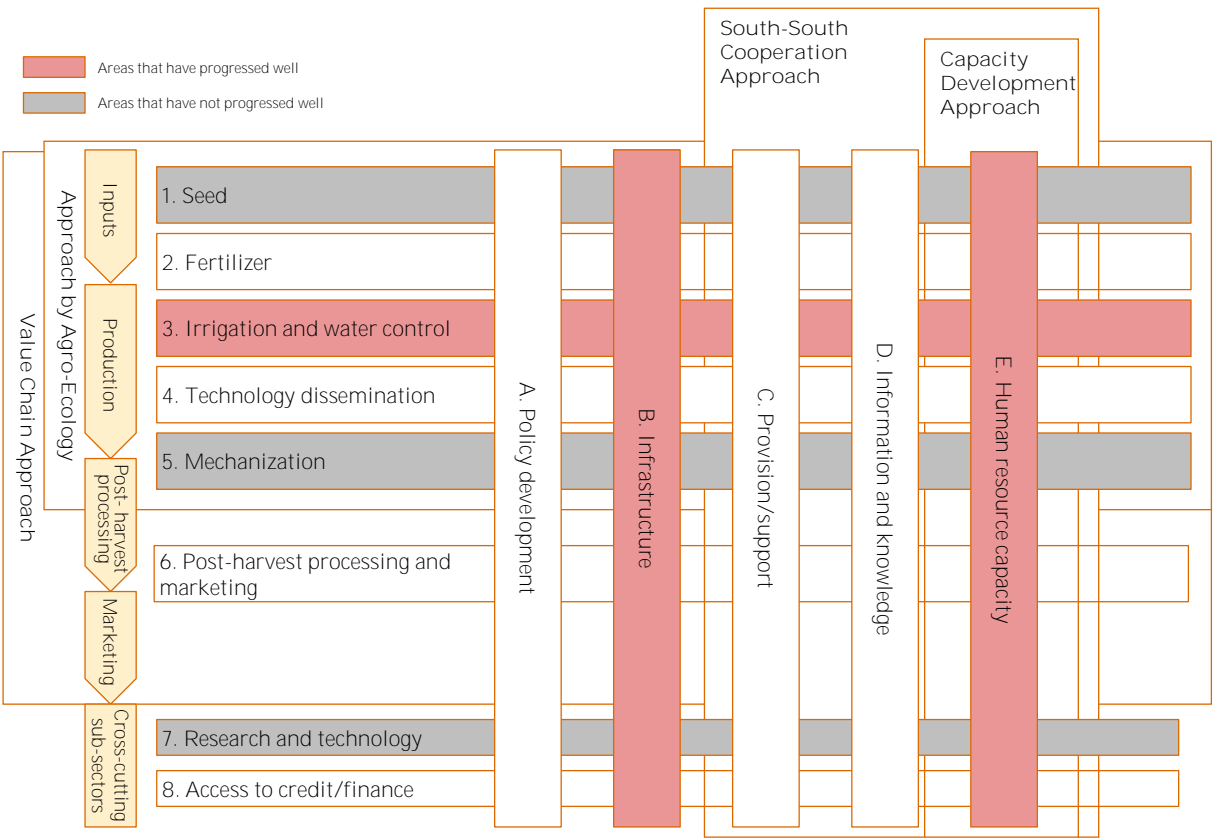 South-South
Cooperation
Approach
Capacity
Development
Approach
Areas that have progressed well
Areas that have not progressed well
Value Chain Approach
Approach by Agro-Ecology
Inputs
Production
Post- harvest
processing
Marketing
Cross-cutting
sub-sectors
1. Seed
2. Fertilizer
3. Irrigation and water control
4. Technology dissemination
5. Mechanization
6. Post-harvest processing and
marketing
7. Research and technology
8. Access to credit/finance
A. Policy development
B. Infrastructure
C. Provision/support
D. Information and knowledge
E. Human resource capacity